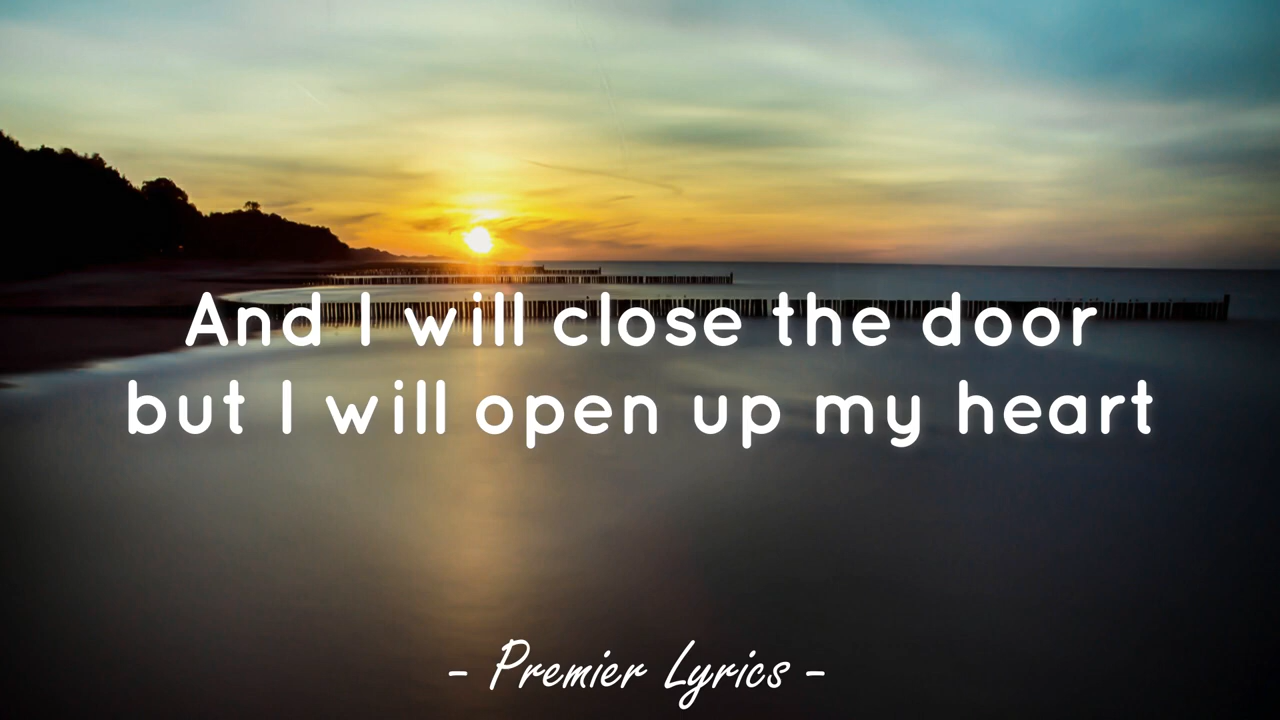 And I will close the door
but I will open up my heart
- Premier Lyrics -